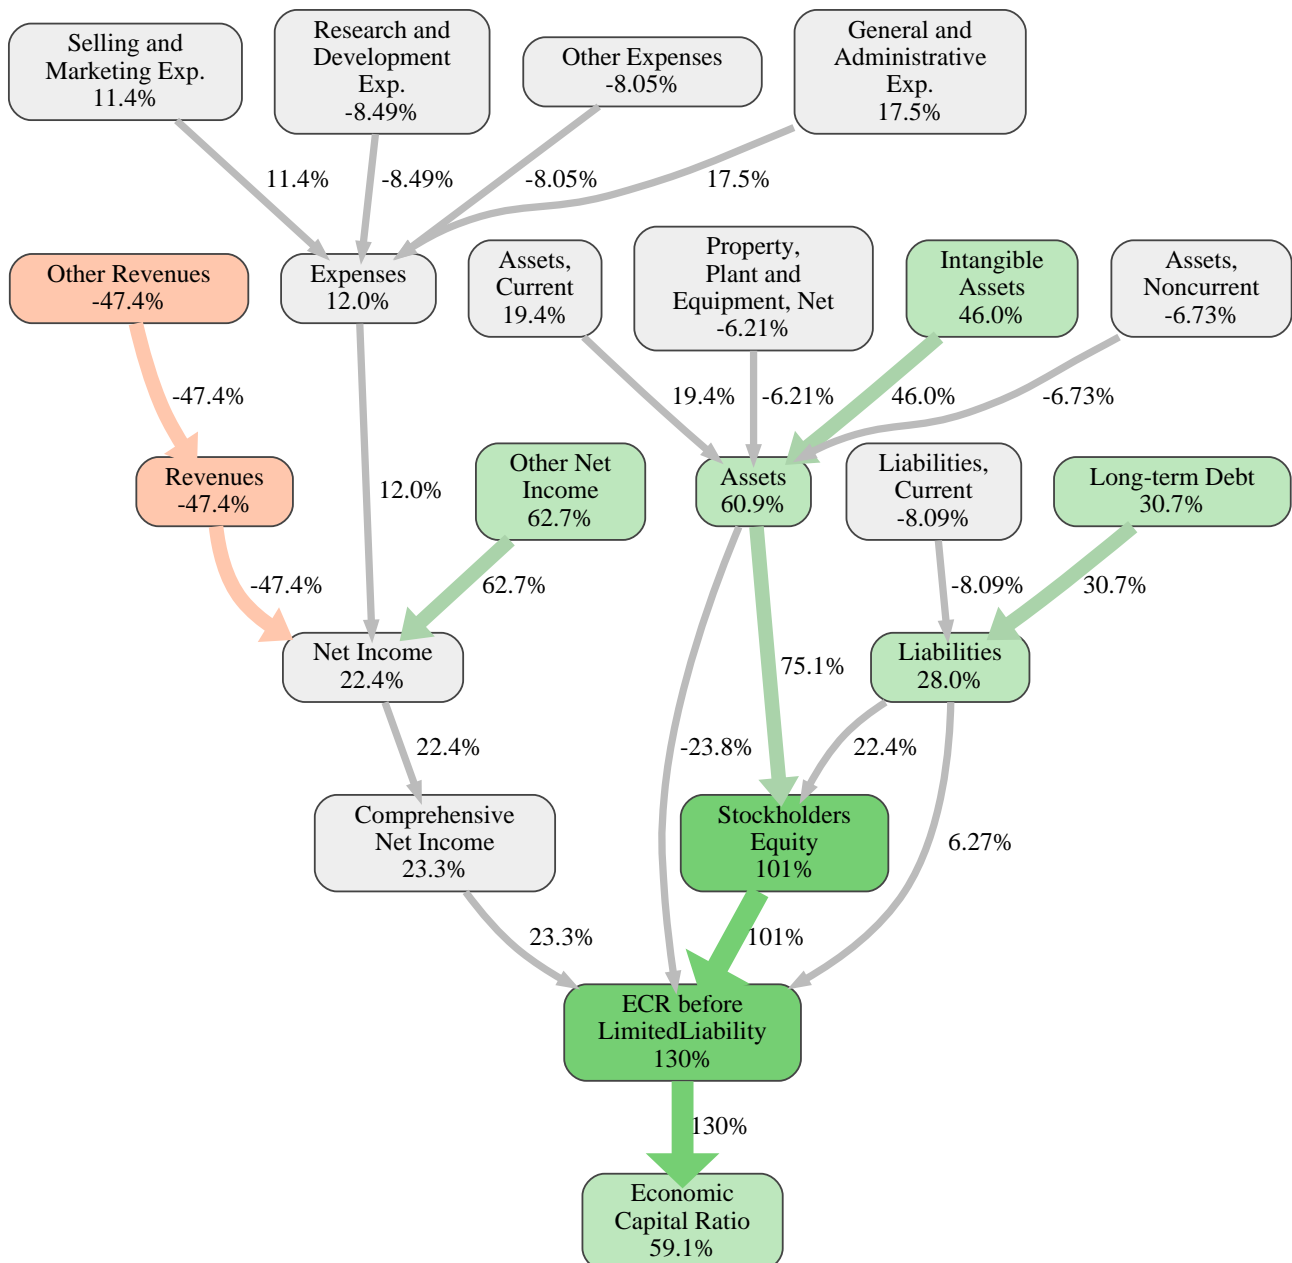 Selling and
Marketing Exp.
11.4%
Research and
Development
Exp.
-8.49%
Other Expenses
-8.05%
General and
Administrative
Exp.
17.5%
11.4%
-8.49%
-8.05%
17.5%
Other Revenues
-47.4%
Expenses
12.0%
Assets,
Current
19.4%
Property,
Plant and
Equipment, Net
-6.21%
Intangible
Assets
46.0%
Assets,
Noncurrent
-6.73%
-47.4%
19.4%
-6.21%
46.0%
-6.73%
Revenues
-47.4%
12.0%
Other Net
Income
62.7%
Assets
60.9%
Liabilities,
Current
-8.09%
Long-term Debt
30.7%
-47.4%
62.7%
-8.09%
30.7%
Net Income
22.4%
75.1%
Liabilities
28.0%
22.4%
-23.8%
22.4%
Comprehensive
Net Income
23.3%
Stockholders
Equity
101%
6.27%
23.3%
101%
ECR before
LimitedLiability
130%
130%
Economic
Capital Ratio
59.1%